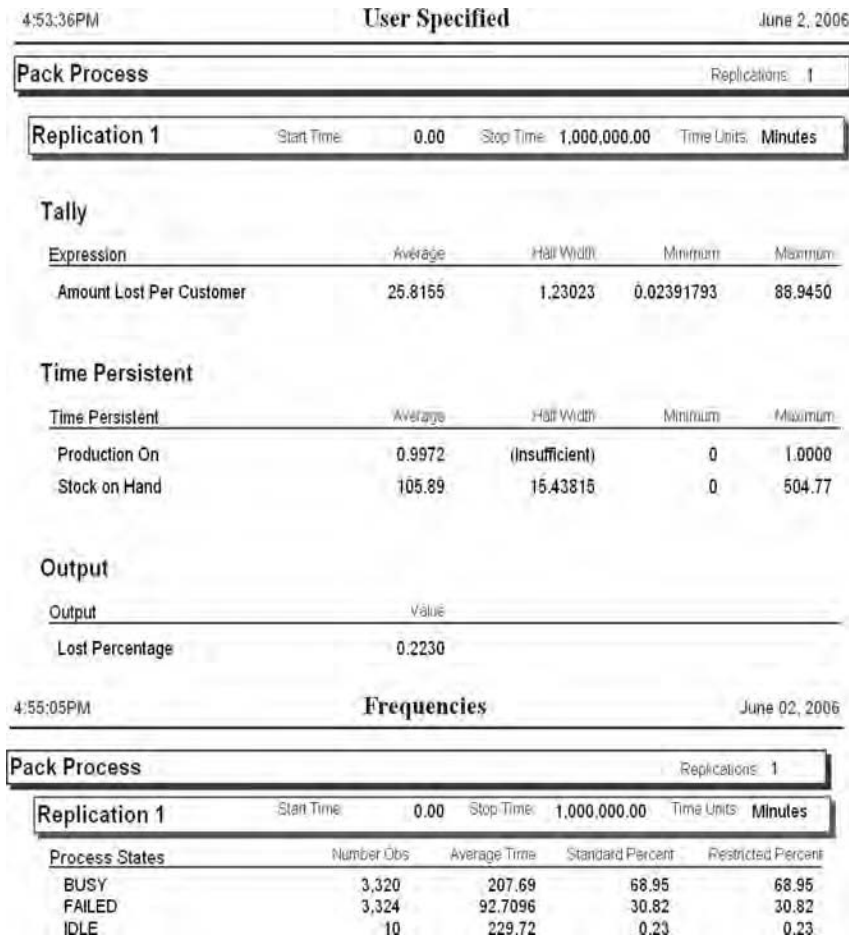 4:53:36PM User Specified June 2, 2006
Pack Process Replications: 1
Replication 1 Start Time: 0.00 Stop Time: 1,000,000.00 Time Units: Minutes
Tally
Expression Average Half Width Minimum Maximum
Amount Lost Per Customer 25.8155 1.23023 0.02391793 88.9450
Time Persistent
Time Persistent Average Half Width Minimum Maximum
Production On 0.9972 (Insufficient) 0 1.0000
Stock on Hand 105.89 15.43815 0 504.77
Output
Output Value
Lost Percentage 0.2230
4:55:05PM Frequencies June 02, 2006
Pack Process Replications: 1
Replication 1 Start Time: 0.00 Stop Time: 1,000,000.00 Time Units: Minutes
Process States Number Obs Average Time Standard Percent Restricted Percent
BUSY 3,320 207.69 68.95 68.95
FAILED 3,324 92.7096 30.82 30.82
IDLE 10 229.72 0.23 0.23